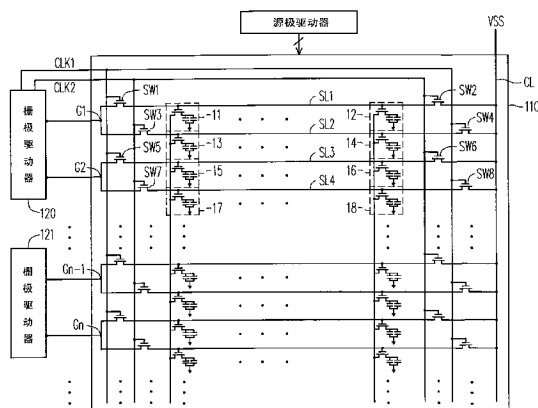 源极驱动器
VSS
CLK1
CLK2
CL
110
SW1
SL1
SW2
G1
SW3
11
12
SL2
SW4
SW5
13
14
SL3
SW6
G2
SW7
15
16
SL4
SW8
17
18
栅极驱动器
120
121
栅极驱动器
Gn-1
Gn